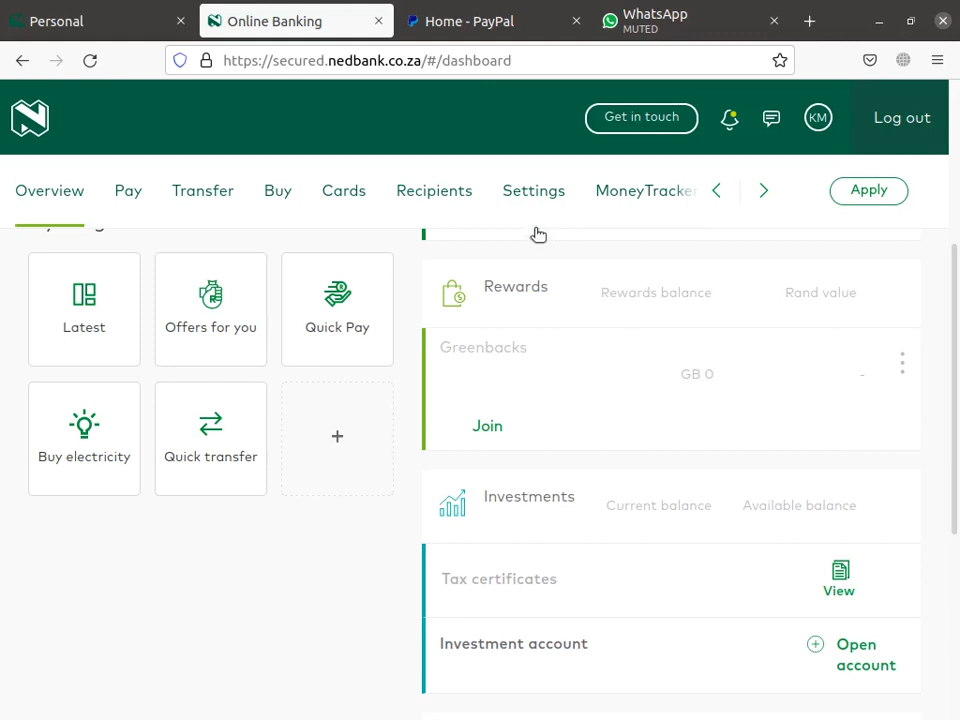 Personal
Online Banking
Home - PayPal
WhatsApp
MUTED
https://secured.nedbank.co.za/#/dashboard
Get in touch
KM
Log out
Overview
Pay
Transfer
Buy
Cards
Recipients
Settings
MoneyTracker
Apply
Latest
Offers for you
Quick Pay
Buy electricity
Quick transfer
+
Rewards
Rewards balance
Rand value
Greenbacks
GB 0
-
Join
Investments
Current balance
Available balance
Tax certificates
View
Investment account
Open
account